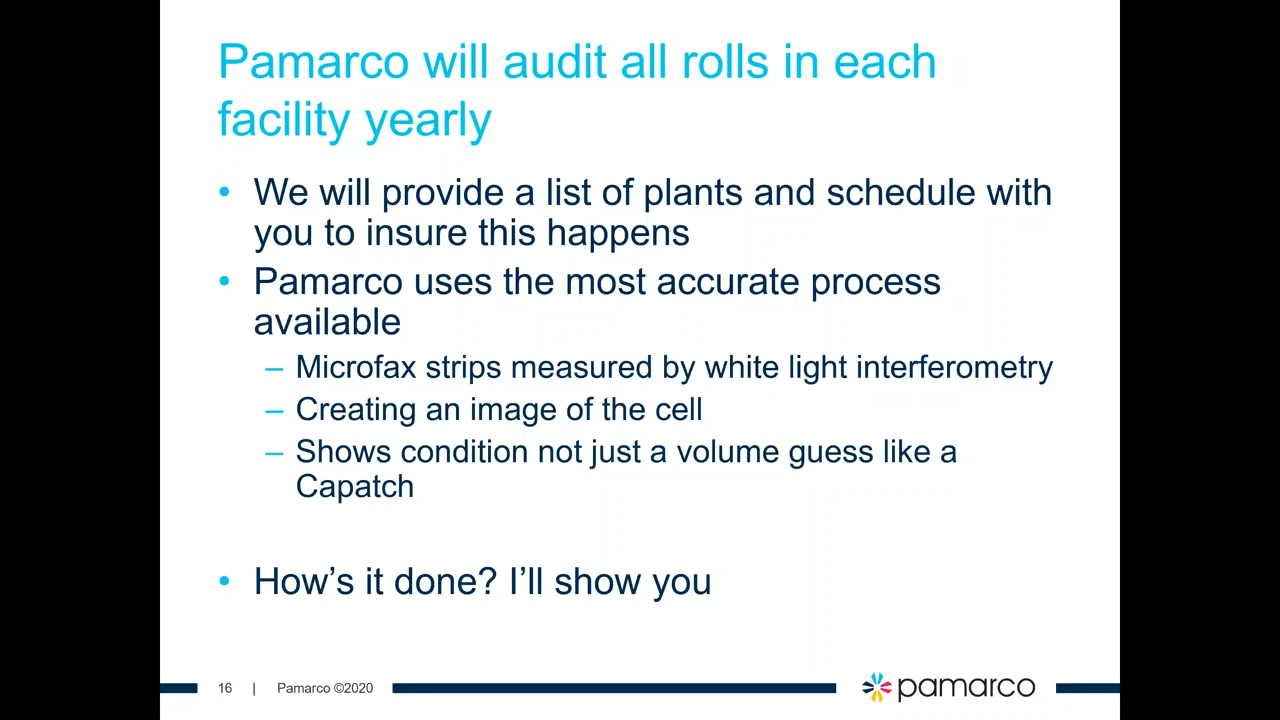 Pamarco will audit all rolls in each
facility yearly
• We will provide a list of plants and schedule with
you to insure this happens
• Pamarco uses the most accurate process
available
– Microfax strips measured by white light interferometry
– Creating an image of the cell
– Shows condition not just a volume guess like a
Capatch
• How's it done? I'll show you
16 | Pamarco ©2020
pamarco